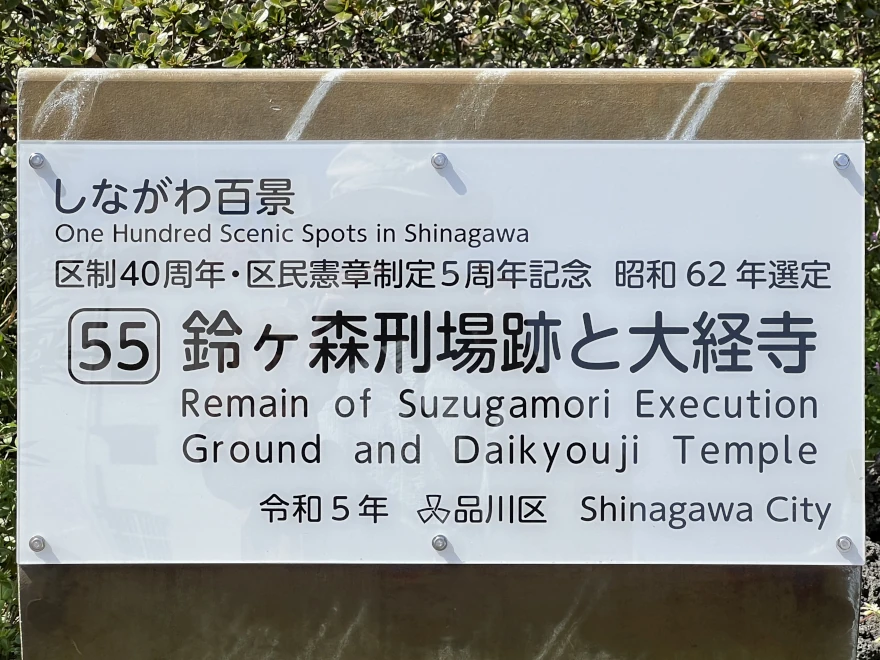 しながわ百景
One Hundred Scenic Spots in Shinagawa
区制40周年・区民憲章制定5周年記念 昭和62年選定
55 鈴ヶ森刑場跡と大経寺
Remain of Suzugamori Execution
Ground and Daikyouji Temple
令和5年 品川区 Shinagawa City